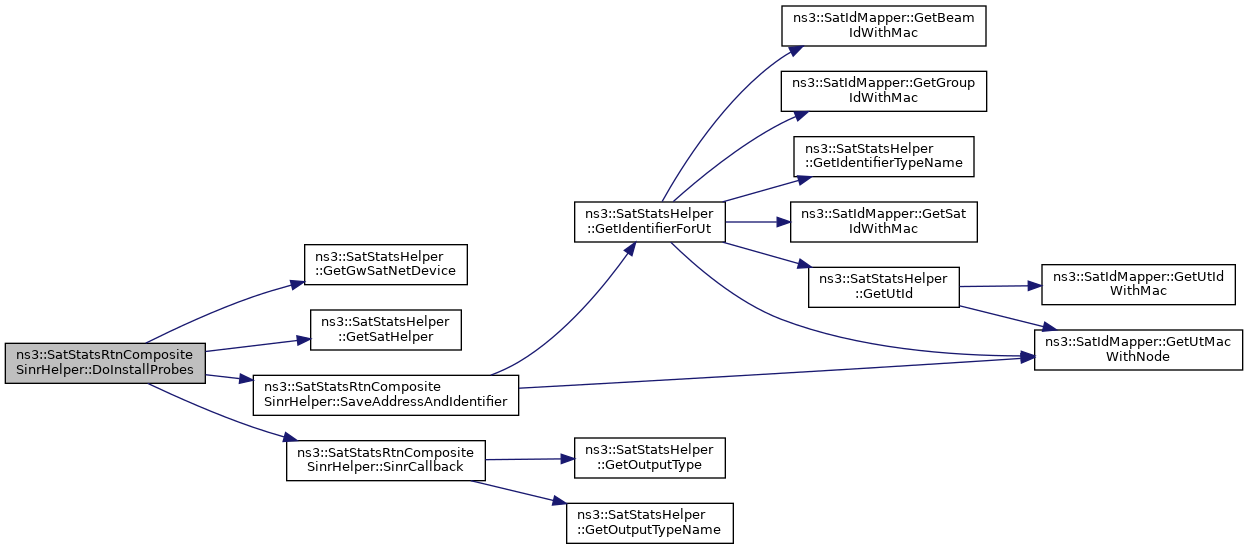 ns3::SatStatsRtnComposite
SinrHelper::DoInstallProbes
ns3::SatStatsHelper
::GetGwSatNetDevice
ns3::SatStatsHelper
::GetSatHelper
ns3::SatStatsRtnComposite
SinrHelper::SaveAddressAndIdentifier
ns3::SatStatsRtnComposite
SinrHelper::SinrCallback
ns3::SatStatsHelper
::GetIdentifierForUt
ns3::SatStatsHelper
::GetOutputType
ns3::SatStatsHelper
::GetOutputTypeName
ns3::SatIdMapper::GetBeam
IdWithMac
ns3::SatIdMapper::GetGroup
IdWithMac
ns3::SatStatsHelper
::GetIdentifierTypeName
ns3::SatIdMapper::GetSat
IdWithMac
ns3::SatStatsHelper
::GetUtId
ns3::SatIdMapper::GetUtId
WithMac
ns3::SatIdMapper::GetUtMac
WithNode